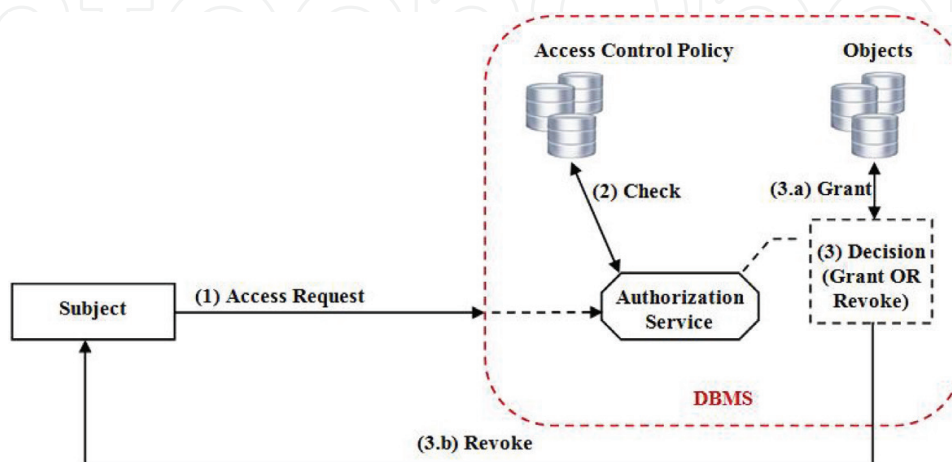 Access Control Policy
Objects
(2) Check
(3.a) Grant
(3) Decision
(Grant OR
Revoke)
Subject
(1) Access Request
Authorization
Service
DBMS
(3.b) Revoke